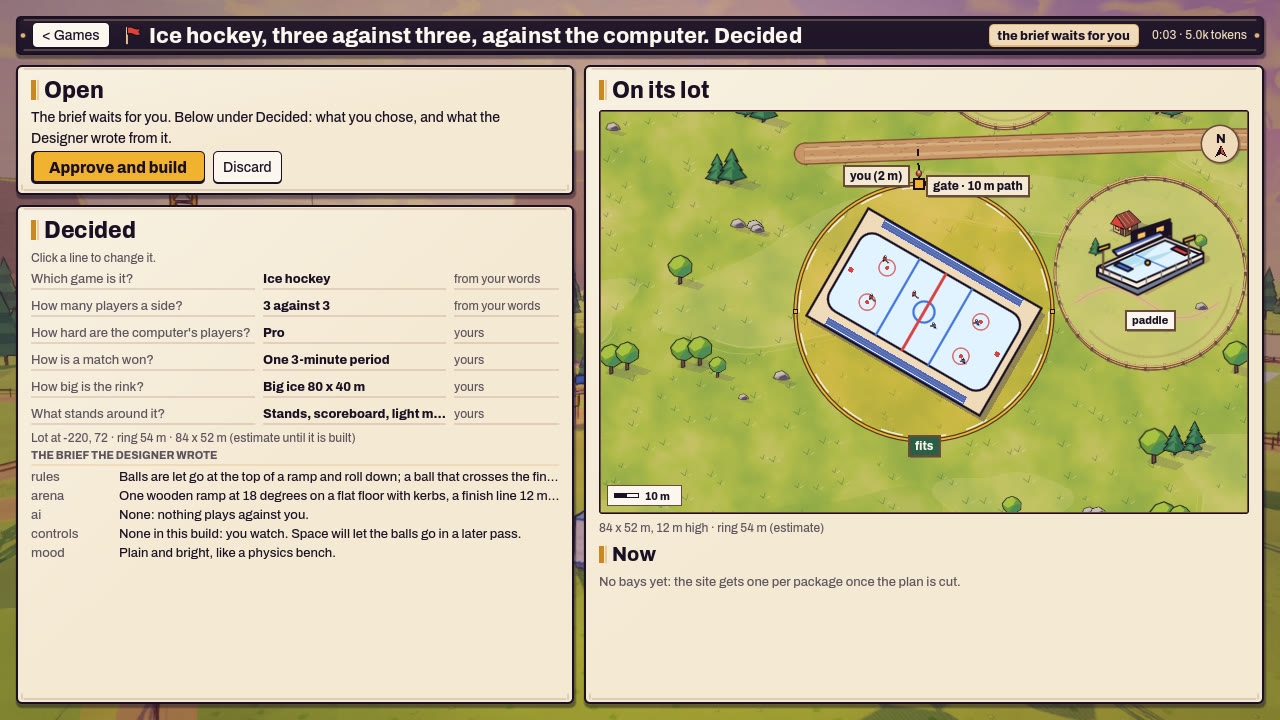 < Games
Ice hockey, three against three, against the computer. Decided
the brief waits for you
0:03 · 5.0k tokens
Open
The brief waits for you. Below under Decided: what you chose, and what the
Designer wrote from it.
Approve and build
Discard
Decided
Click a line to change it.
Which game is it? Ice hockey from your words
How many players a side? 3 against 3 from your words
How hard are the computer's players? Pro yours
How is a match won? One 3-minute period yours
How big is the rink? Big ice 80 x 40 m yours
What stands around it? Stands, scoreboard, light m... yours
Lot at -220, 72 · ring 54 m · 84 x 52 m (estimate until it is built)
THE BRIEF THE DESIGNER WROTE
rules Balls are let go at the top of a ramp and roll down; a ball that crosses the fin...
arena One wooden ramp at 18 degrees on a flat floor with kerbs, a finish line 12 m...
ai None: nothing plays against you.
controls None in this build: you watch. Space will let the balls go in a later pass.
mood Plain and bright, like a physics bench.
On its lot
N
you (2 m)
gate · 10 m path
paddle
fits
10 m
84 x 52 m, 12 m high · ring 54 m (estimate)
Now
No bays yet: the site gets one per package once the plan is cut.